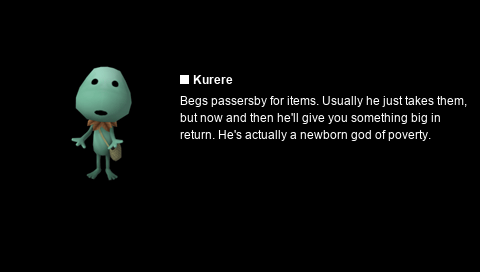 Kurere
Begs passersby for items. Usually he just takes them,
but now and then he'll give you something big in
return. He's actually a newborn god of poverty.